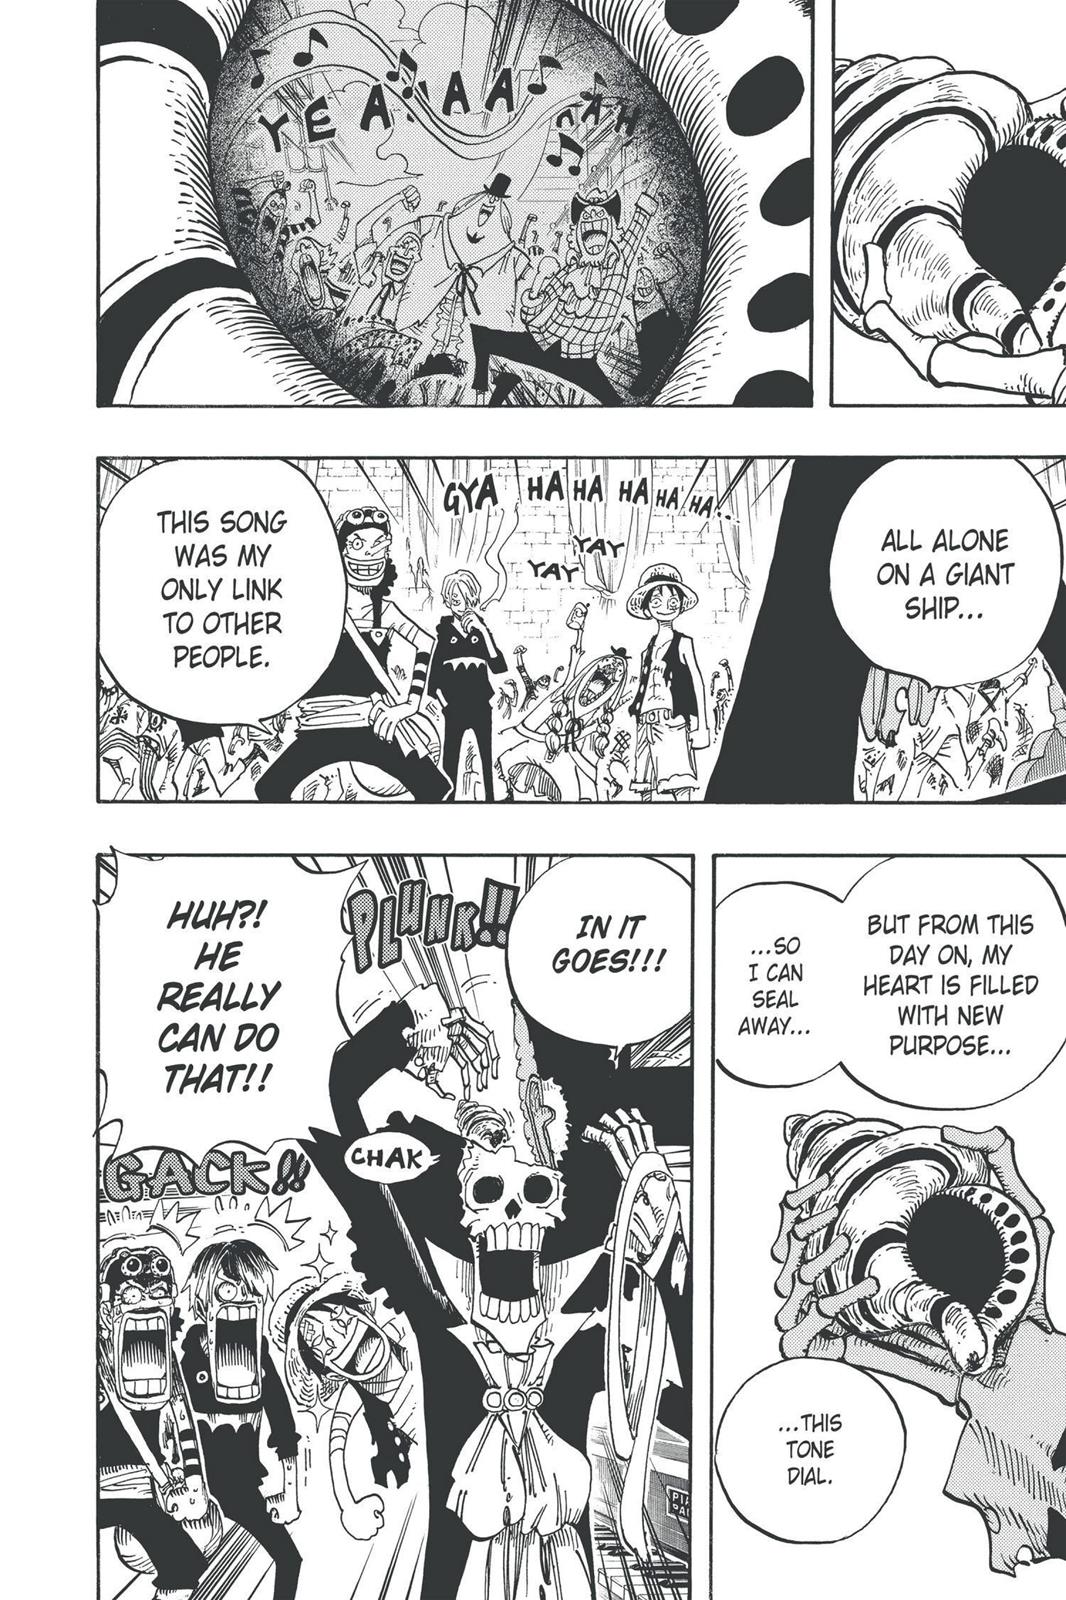 YEAAAA
AAH
ALL ALONE
ON A GIANT
SHIP...
GYA HA HA HA HA HA...
YAY
YAY
THIS SONG
WAS MY
ONLY LINK
TO OTHER
PEOPLE.
BUT FROM THIS
DAY ON, MY
HEART IS FILLED
WITH NEW
PURPOSE...
...SO
I CAN
SEAL
AWAY...
...THIS
TONE
DIAL.
IN IT
GOES!!!
PLUNK!!
CHAK
HUH?!
HE
REALLY
CAN DO
THAT!!
GACK!!